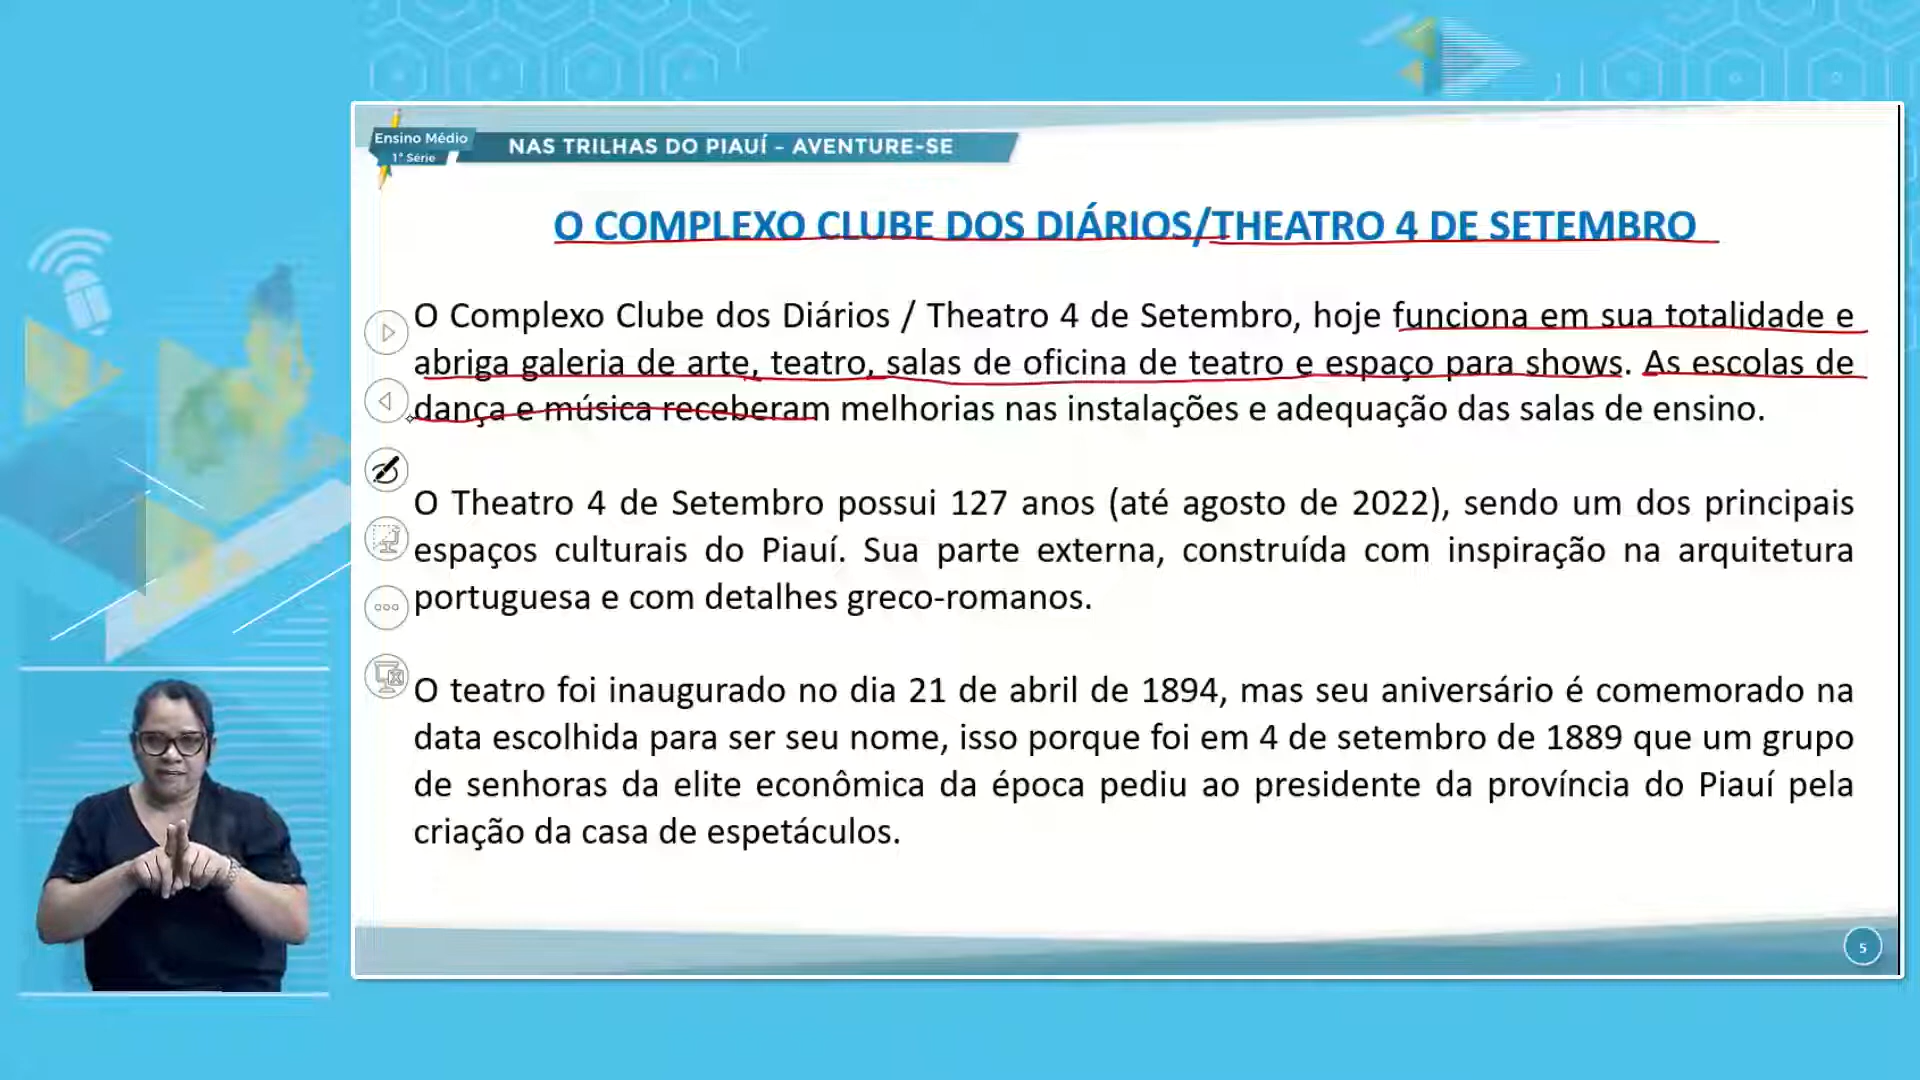 Ensino Médio
1ª Série
NAS TRILHAS DO PIAUÍ – AVENTURE-SE
O COMPLEXO CLUBE DOS DIÁRIOS/THEATRO 4 DE SETEMBRO
O Complexo Clube dos Diários / Theatro 4 de Setembro, hoje funciona em sua totalidade e
abriga galeria de arte, teatro, salas de oficina de teatro e espaço para shows. As escolas de
dança e música receberam melhorias nas instalações e adequação das salas de ensino.
O Theatro 4 de Setembro possui 127 anos (até agosto de 2022), sendo um dos principais
espaços culturais do Piauí. Sua parte externa, construída com inspiração na arquitetura
portuguesa e com detalhes greco-romanos.
O teatro foi inaugurado no dia 21 de abril de 1894, mas seu aniversário é comemorado na
data escolhida para ser seu nome, isso porque foi em 4 de setembro de 1889 que um grupo
de senhoras da elite econômica da época pediu ao presidente da província do Piauí pela
criação da casa de espetáculos.
5